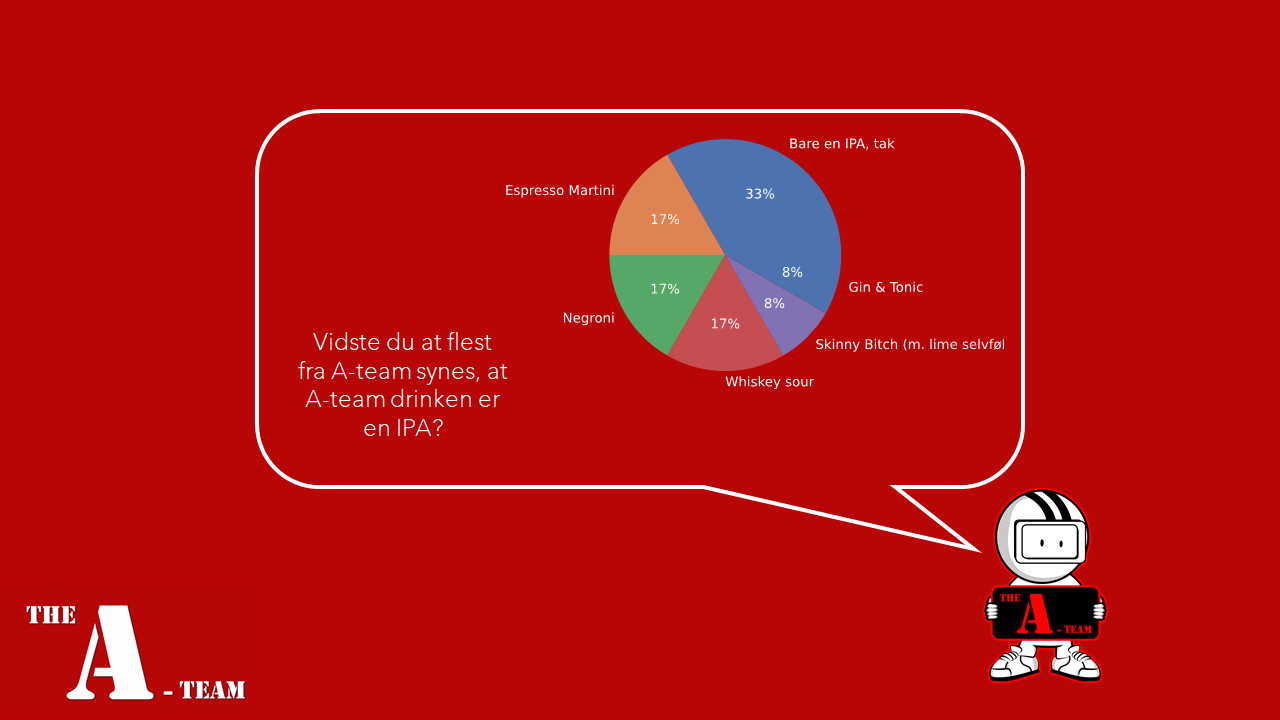 Bare en IPA, tak
33%
Espresso Martini
17%
8%
Gin & Tonic
17%
8%
Negroni
17%
Skinny Bitch (m. lime selvføl
Whiskey sour
Vidste du at flest
fra A-team synes, at
A-team drinken er
en IPA?
THE
A
- TEAM
THE
A
- TEAM